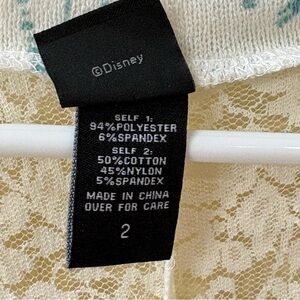 ©Disney
SELF 1:
94%POLYESTER
6%SPANDEX
SELF 2:
50%COTTON
45%NYLON
5%SPANDEX
MADE IN CHINA
OVER FOR CARE
2